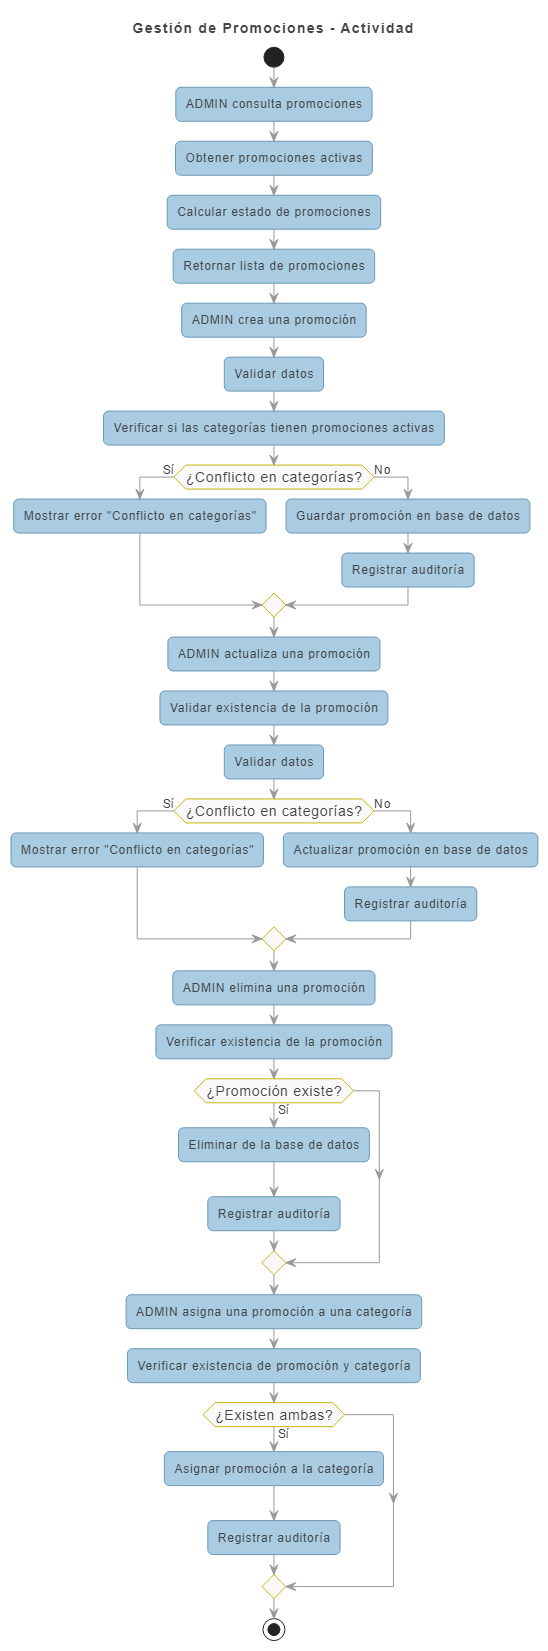 Gestión de Promociones - Actividad
ADMIN consulta promociones
Obtener promociones activas
Calcular estado de promociones
Retornar lista de promociones
ADMIN crea una promoción
Validar datos
Verificar si las categorías tienen promociones activas
Sí
¿Conflicto en categorías?
No
Mostrar error "Conflicto en categorías"
Guardar promoción en base de datos
Registrar auditoría
ADMIN actualiza una promoción
Validar existencia de la promoción
Validar datos
Sí
¿Conflicto en categorías?
No
Mostrar error "Conflicto en categorías"
Actualizar promoción en base de datos
Registrar auditoría
ADMIN elimina una promoción
Verificar existencia de la promoción
¿Promoción existe?
Sí
Eliminar de la base de datos
Registrar auditoría
ADMIN asigna una promoción a una categoría
Verificar existencia de promoción y categoría
¿Existen ambas?
Sí
Asignar promoción a la categoría
Registrar auditoría